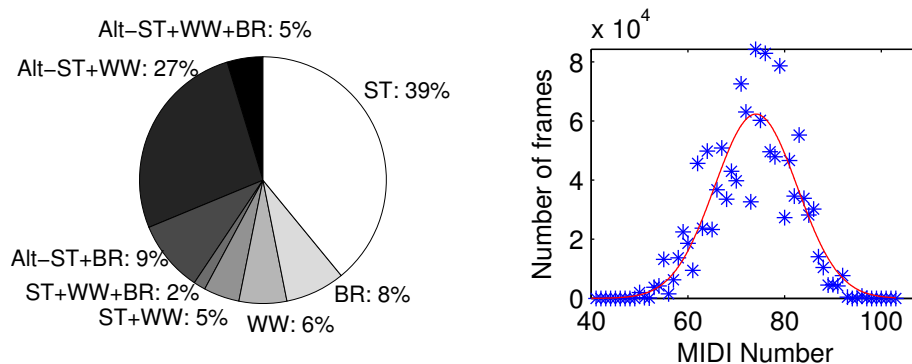 Alt−ST+WW+BR: 5%
Alt−ST+WW: 27%
ST: 39%
Alt−ST+BR: 9%
ST+WW+BR: 2%
ST+WW: 5%
WW: 6%
BR: 8%
x 10^4
8
6
4
2
0
Number of frames
40 60 80 100
MIDI Number